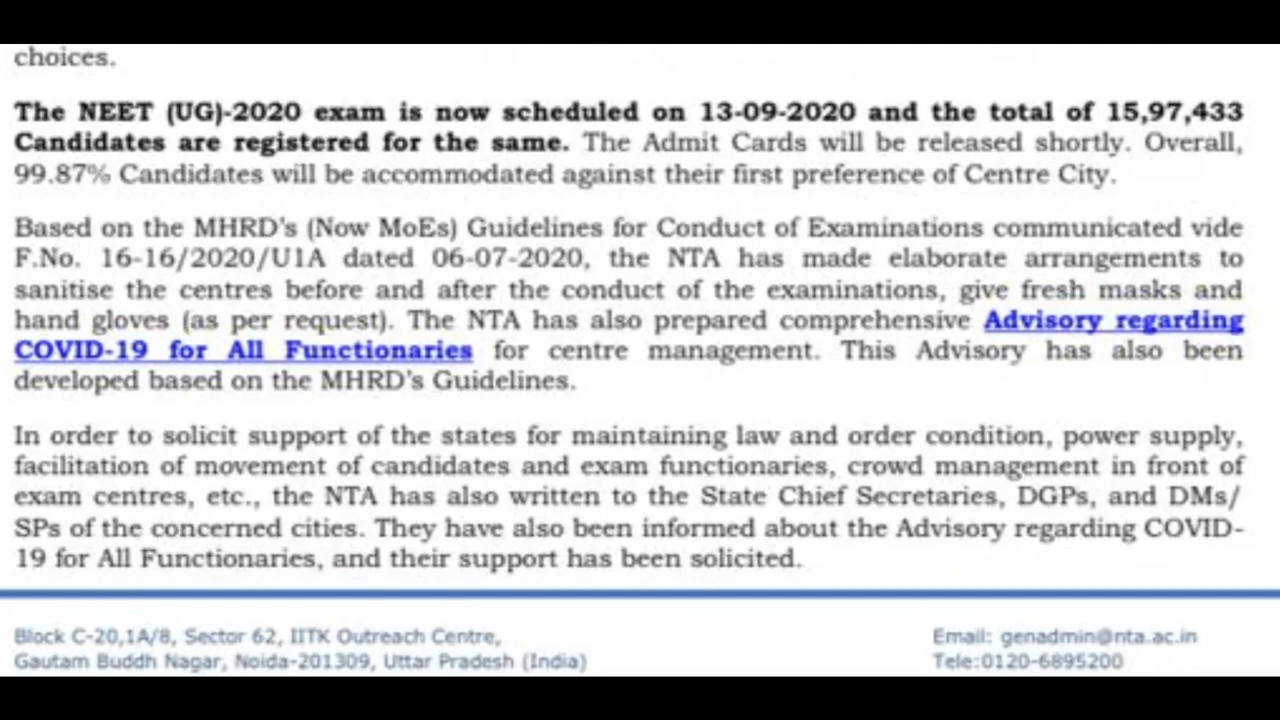 choices.
The NEET (UG)-2020 exam is now scheduled on 13-09-2020 and the total of 15,97,433
Candidates are registered for the same. The Admit Cards will be released shortly. Overall,
99.87% Candidates will be accommodated against their first preference of Centre City.
Based on the MHRD's (Now MoEs) Guidelines for Conduct of Examinations communicated vide
F.No. 16-16/2020/U1A dated 06-07-2020, the NTA has made elaborate arrangements to
sanitise the centres before and after the conduct of the examinations, give fresh masks and
hand gloves (as per request). The NTA has also prepared comprehensive Advisory regarding
COVID-19 for All Functionaries for centre management. This Advisory has also been
developed based on the MHRD's Guidelines.
In order to solicit support of the states for maintaining law and order condition, power supply,
facilitation of movement of candidates and exam functionaries, crowd management in front of
exam centres, etc., the NTA has also written to the State Chief Secretaries, DGPs, and DMs/
SPs of the concerned cities. They have also been informed about the Advisory regarding COVID-
19 for All Functionaries, and their support has been solicited.
Block C-20,1A/8, Sector 62, IITK Outreach Centre,
Gautam Buddh Nagar, Noida-201309, Uttar Pradesh (India)
Email: genadmin@nta.ac.in
Tele:0120-6895200